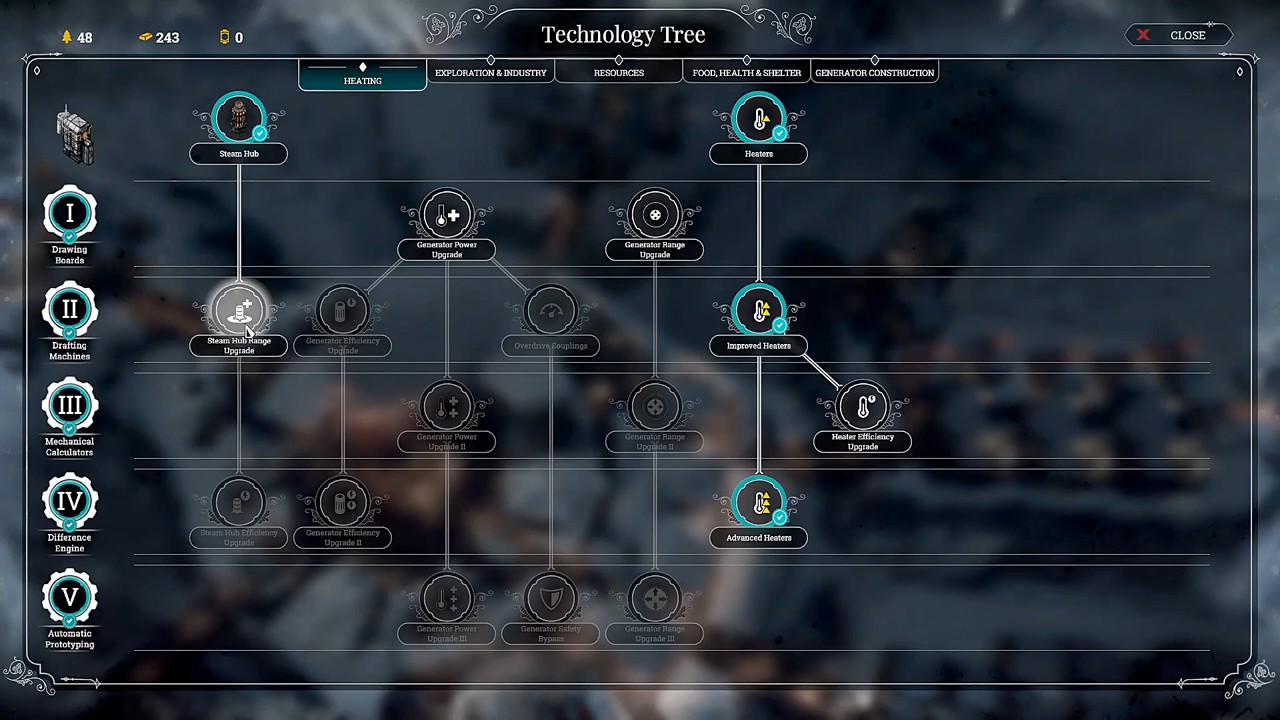 48
243
0
Technology Tree
CLOSE
HEATING
EXPLORATION & INDUSTRY
RESOURCES
FOOD, HEALTH & SHELTER
GENERATOR CONSTRUCTION
Steam Hub
Heaters
I
Drawing
Boards
Generator Power
Upgrade
Generator Range
Upgrade
II
Drafting
Machines
Steam Hub Range
Upgrade
Generator Efficiency
Upgrade
Overdrive Couplings
Improved Heaters
III
Mechanical
Calculators
Generator Power
Upgrade II
Generator Range
Upgrade II
Heater Efficiency
Upgrade
IV
Difference
Engine
Steam Hub Efficiency
Upgrade
Generator Efficiency
Upgrade II
Advanced Heaters
V
Automatic
Prototyping
Generator Power
Upgrade III
Generator Safety
Bypass
Generator Range
Upgrade III